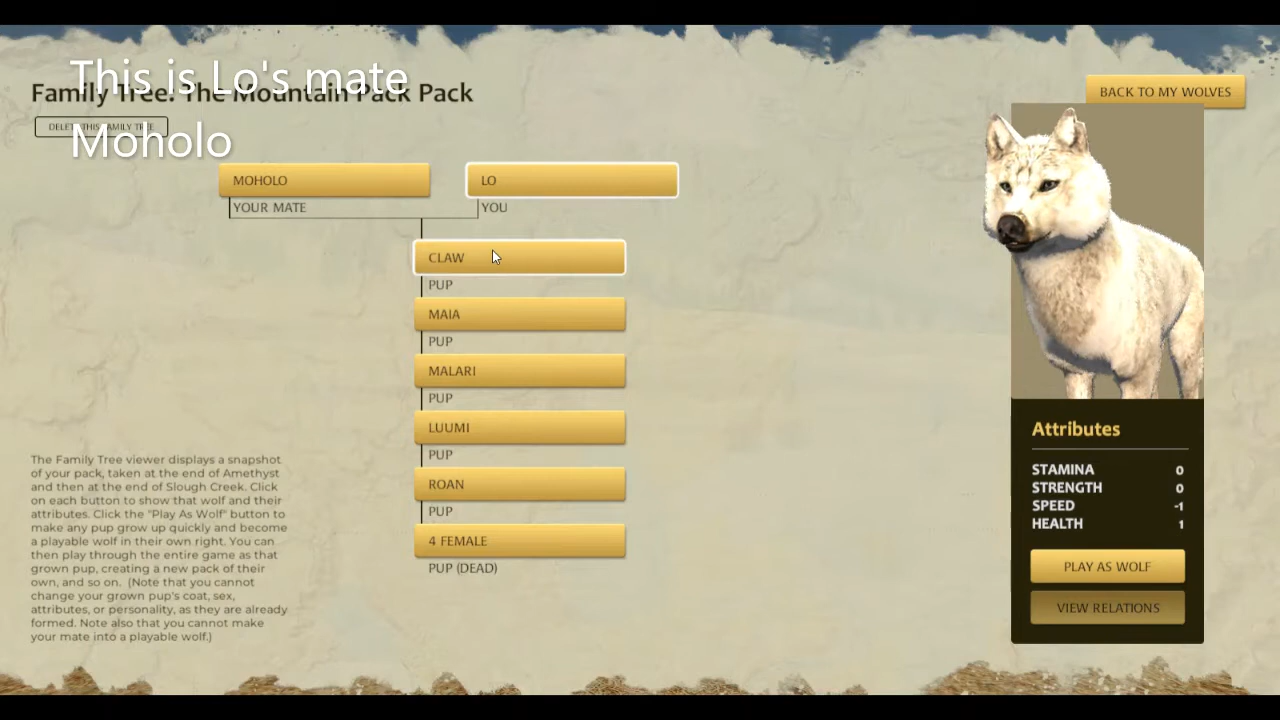 This is Lo's mate
Moholo
Family Tree: The Mountain Pack Pack
DELETE THIS FAMILY TREE
BACK TO MY WOLVES
MOHOLO
YOUR MATE
LO
YOU
CLAW
PUP
MAIA
PUP
MALARI
PUP
LUUMI
PUP
ROAN
PUP
4 FEMALE
PUP (DEAD)
The Family Tree viewer displays a snapshot
of your pack, taken at the end of Amethyst
and then at the end of Slough Creek. Click
on each button to show that wolf and their
attributes. Click the "Play As Wolf" button to
make any pup grow up quickly and become
a playable wolf in their own right. You can
then play through the entire game as that
grown pup, creating a new pack of their
own, and so on. (Note that you cannot
change your grown pup's coat, sex,
attributes, or personality, as they are already
formed. Note also that you cannot make
your mate into a playable wolf.)
Attributes
STAMINA 0
STRENGTH 0
SPEED -1
HEALTH 1
PLAY AS WOLF
VIEW RELATIONS